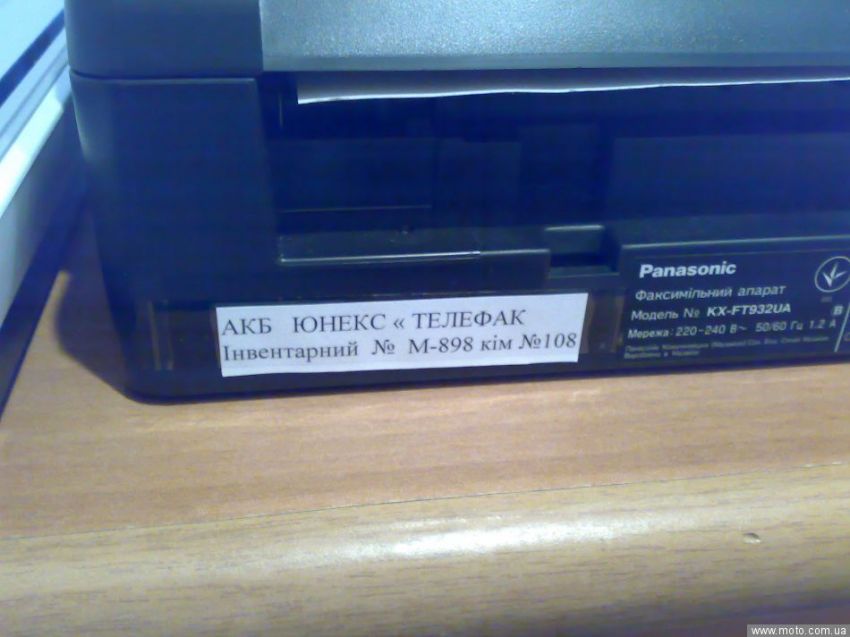 АКБ ЮНЕКС « ТЕЛЕФАК
Інвентарний № М-898 кім №108
Panasonic
Факсимільний апарат
Модель № KX-FT932UA
Мережа: 220-240 В~ 50/60 Гц 1.2 А
В
www.moto.com.ua